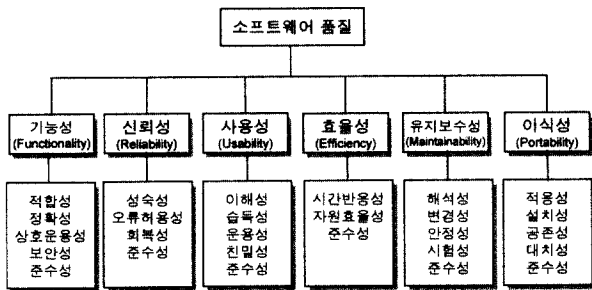 소프트웨어 품질
기능성
(Functionality)
신뢰성
(Reliability)
사용성
(Usability)
효율성
(Efficiency)
유지보수성
(Maintainability)
이식성
(Portability)
적합성
정확성
상호운용성
보안성
준수성
성숙성
오류허용성
회복성
준수성
이해성
습득성
운용성
친밀성
준수성
시간반응성
자원효율성
준수성
해석성
변경성
안정성
시험성
준수성
적용성
설치성
공존성
대치성
준수성